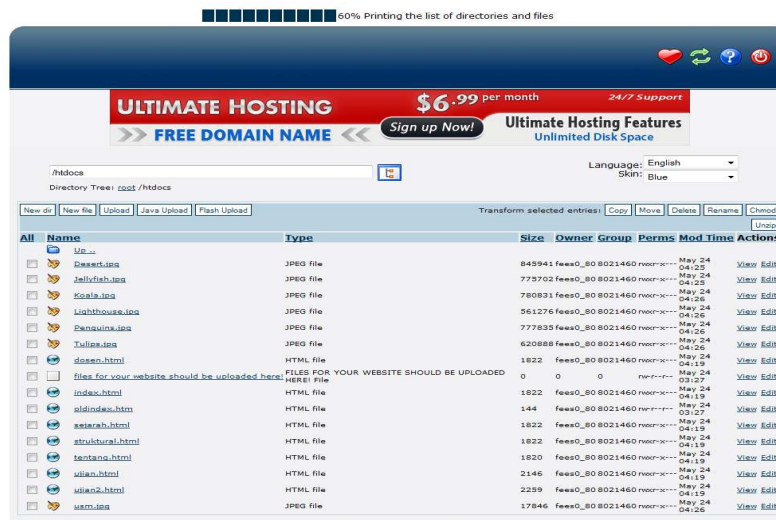 60% Printing the list of directories and files
ULTIMATE HOSTING
$6.99 per month
24/7 Support
FREE DOMAIN NAME
Sign up Now!
Ultimate Hosting Features
Unlimited Disk Space
/htdocs
Language: English
Skin: Blue
Directory Tree: root /htdocs
New dir New file Upload Java Upload Flash Upload Transform selected entries: Copy Move Delete Rename Chmod
Unzip
All Name Type Size Owner Group Perms Mod Time Actions
Up ..
Desert.jpg JPEG file 845941 fees0_80 8021460 rwxr-x--- May 24 04:25 View Edit
Jellyfish.jpg JPEG file 775702 fees0_80 8021460 rwxr-x--- May 24 04:25 View Edit
Koala.jpg JPEG file 780831 fees0_80 8021460 rwxr-x--- May 24 04:26 View Edit
Lighthouse.jpg JPEG file 561276 fees0_80 8021460 rwxr-x--- May 24 04:26 View Edit
Penguins.jpg JPEG file 777835 fees0_80 8021460 rwxr-x--- May 24 04:26 View Edit
Tulips.jpg JPEG file 620888 fees0_80 8021460 rwxr-x--- May 24 04:26 View Edit
dosen.html HTML file 1822 fees0_80 8021460 rwxr-x--- May 24 04:19 View Edit
files for your website should be uploaded here! FILES FOR YOUR WEBSITE SHOULD BE UPLOADED HERE! File 0 0 0 rw-r--r-- May 24 03:27 View Edit
index.html HTML file 1822 fees0_80 8021460 rwxr-x--- May 24 04:19 View Edit
oldindex.htm HTML file 144 fees0_80 8021460 rw-r--r-- May 24 03:27 View Edit
sejarah.html HTML file 1822 fees0_80 8021460 rwxr-x--- May 24 04:19 View Edit
struktural.html HTML file 1822 fees0_80 8021460 rwxr-x--- May 24 04:19 View Edit
tentang.html HTML file 1820 fees0_80 8021460 rwxr-x--- May 24 04:19 View Edit
ujian.html HTML file 2146 fees0_80 8021460 rwxr-x--- May 24 04:19 View Edit
ujian2.html HTML file 2259 fees0_80 8021460 rwxr-x--- May 24 04:19 View Edit
usm.jpg JPEG file 17846 fees0_80 8021460 rwxr-x--- May 24 04:26 View Edit